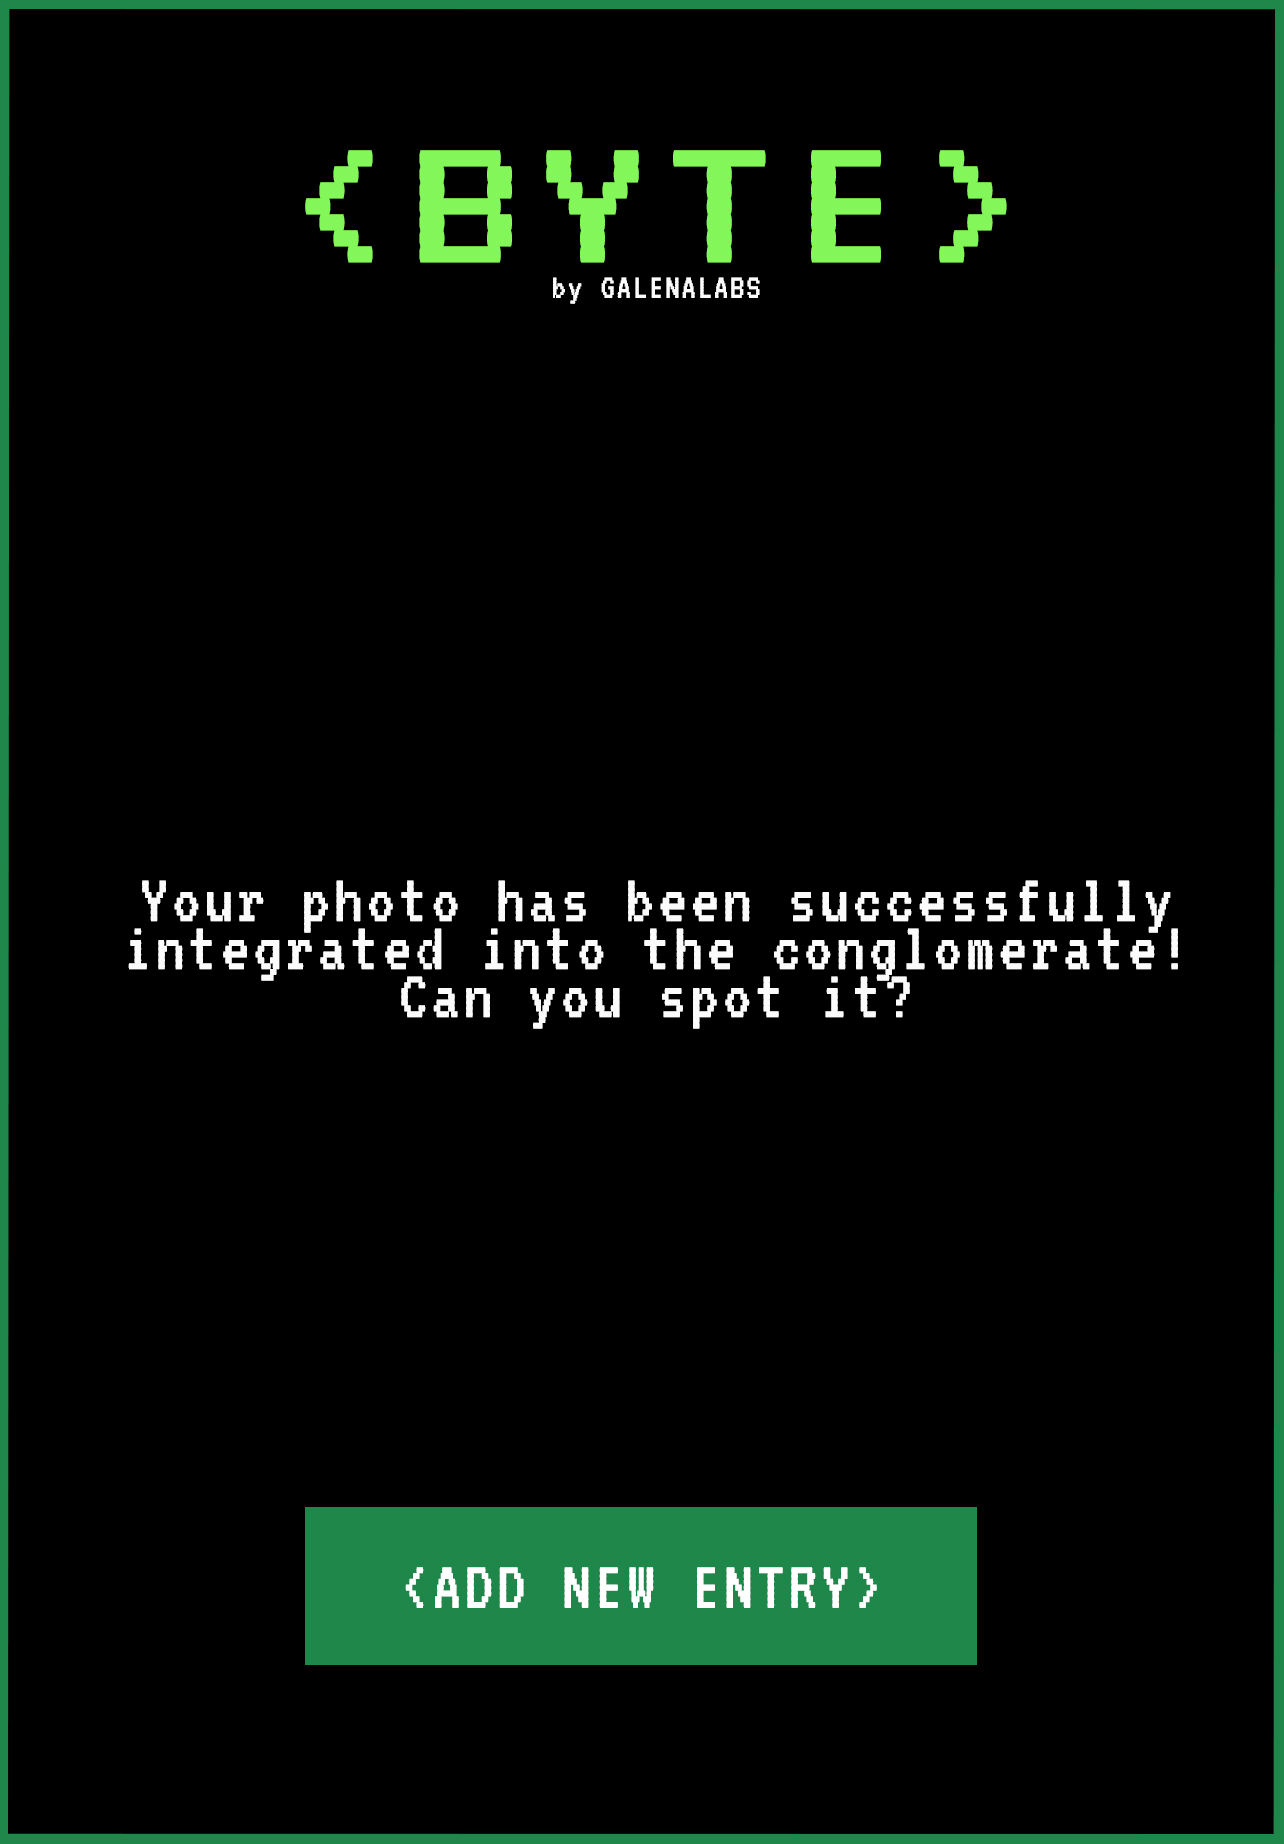 <BYTE>
by GALENALABS
Your photo has been successfully
integrated into the conglomerate!
Can you spot it?
<ADD NEW ENTRY>